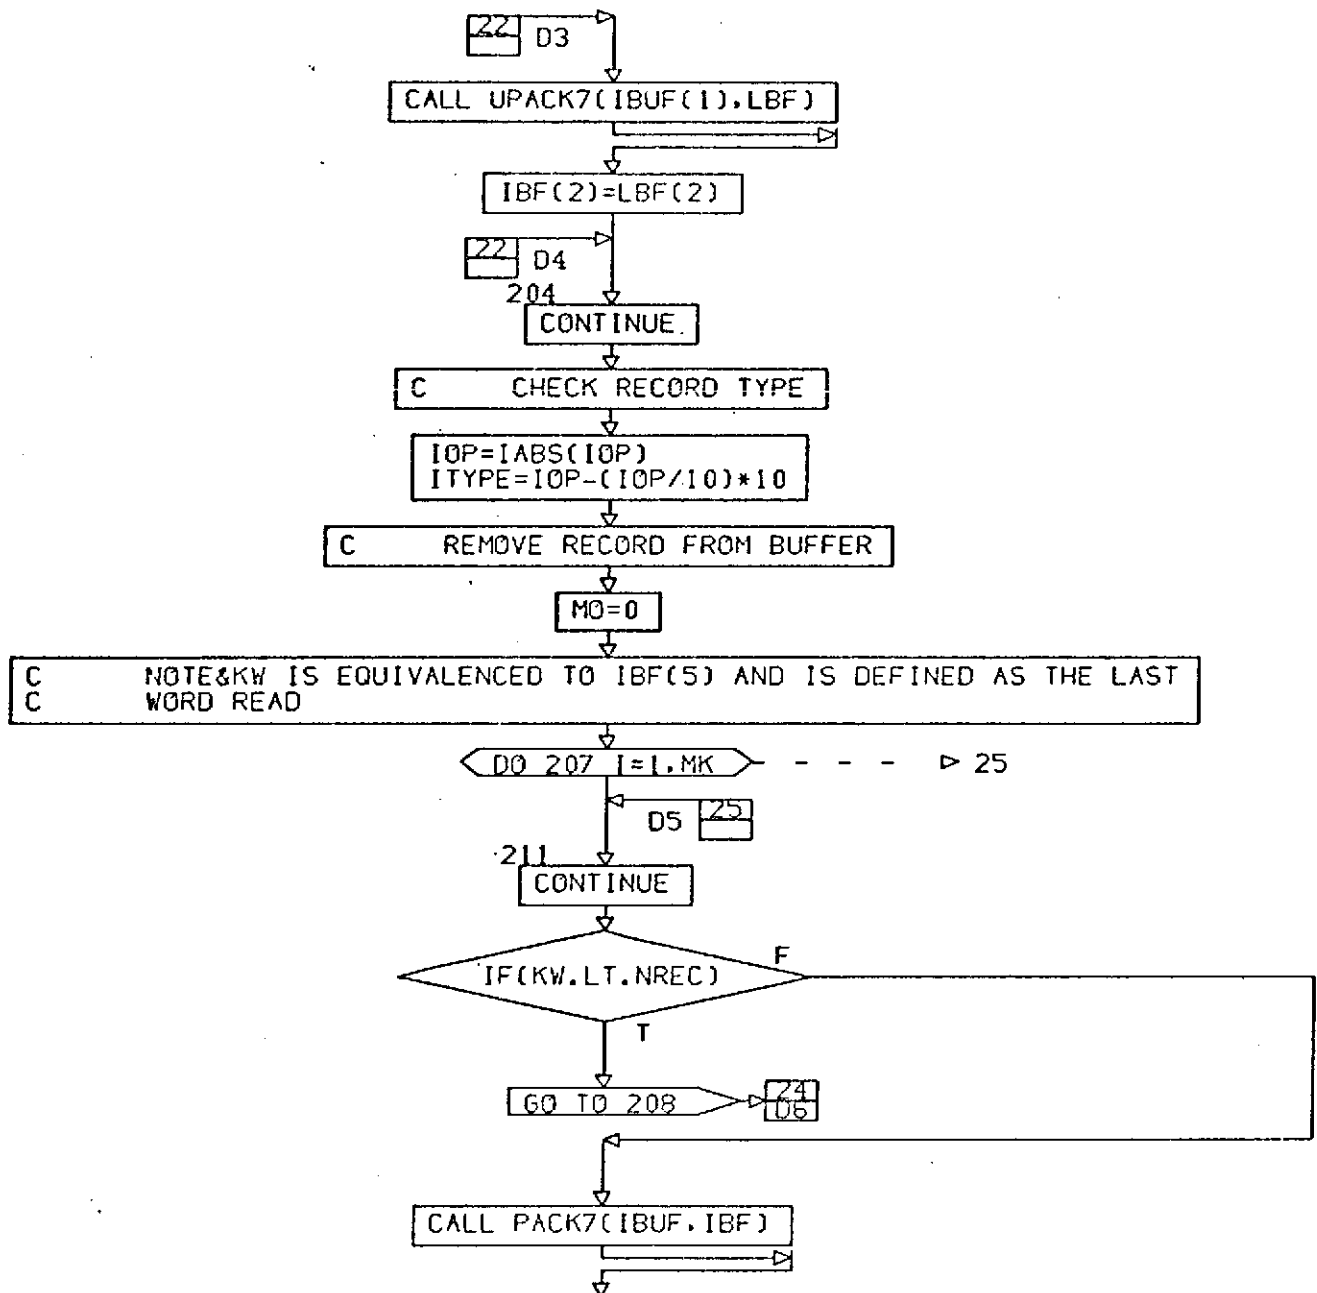 22
D3
CALL UPACK7(IBUF(1),LBF)
IBF(2)=LBF(2)
22
D4
204
CONTINUE
C CHECK RECORD TYPE
IOP=IABS(IOP)
ITYPE=IOP-(IOP/10)*10
C REMOVE RECORD FROM BUFFER
MO=0
C NOTE&KW IS EQUIVALENCED TO IBF(5) AND IS DEFINED AS THE LAST
C WORD READ
DO 207 I=1,MK
25
D5
25
211
CONTINUE
IF(KW.LT.NREC)
F
T
GO TO 208
24
D6
CALL PACK7(IBUF,IBF)